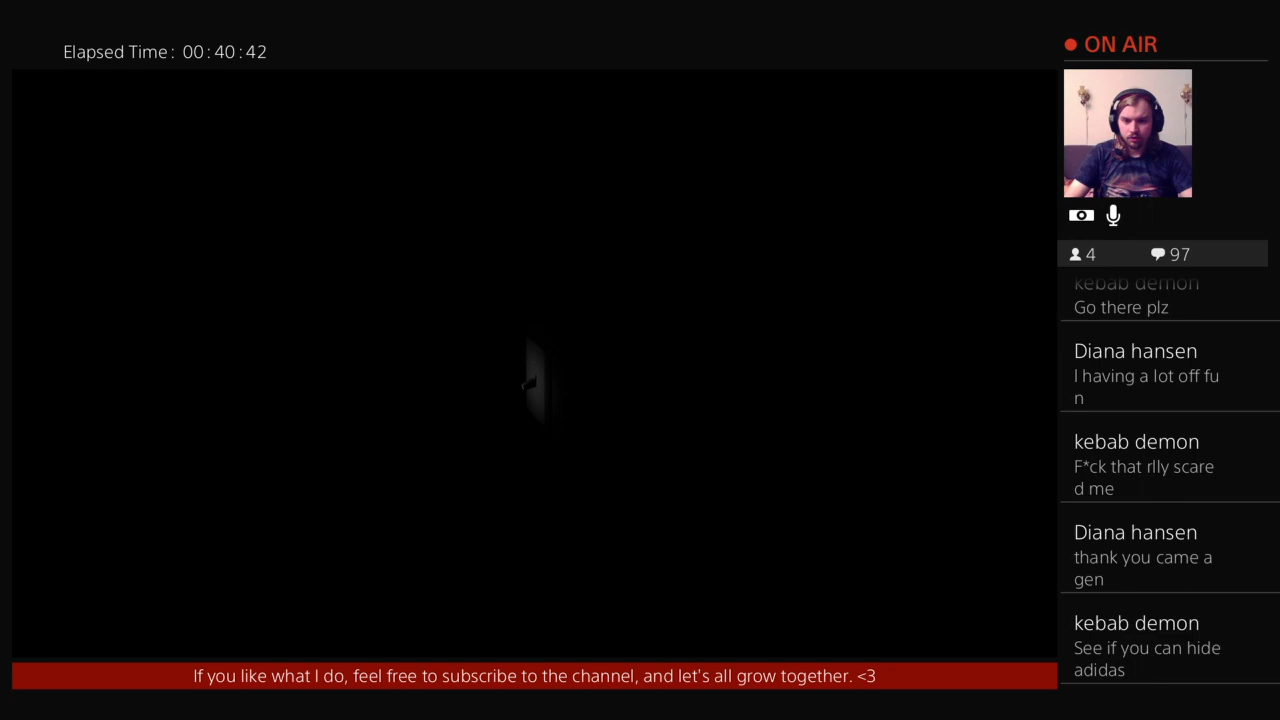 Elapsed Time: 00:40:42
ON AIR
4 97
kebab demon
Go there plz
Diana hansen
I having a lot off fu
n
kebab demon
F*ck that rlly scare
d me
Diana hansen
thank you came a
gen
kebab demon
See if you can hide
adidas
If you like what I do, feel free to subscribe to the channel, and let's all grow together. <3